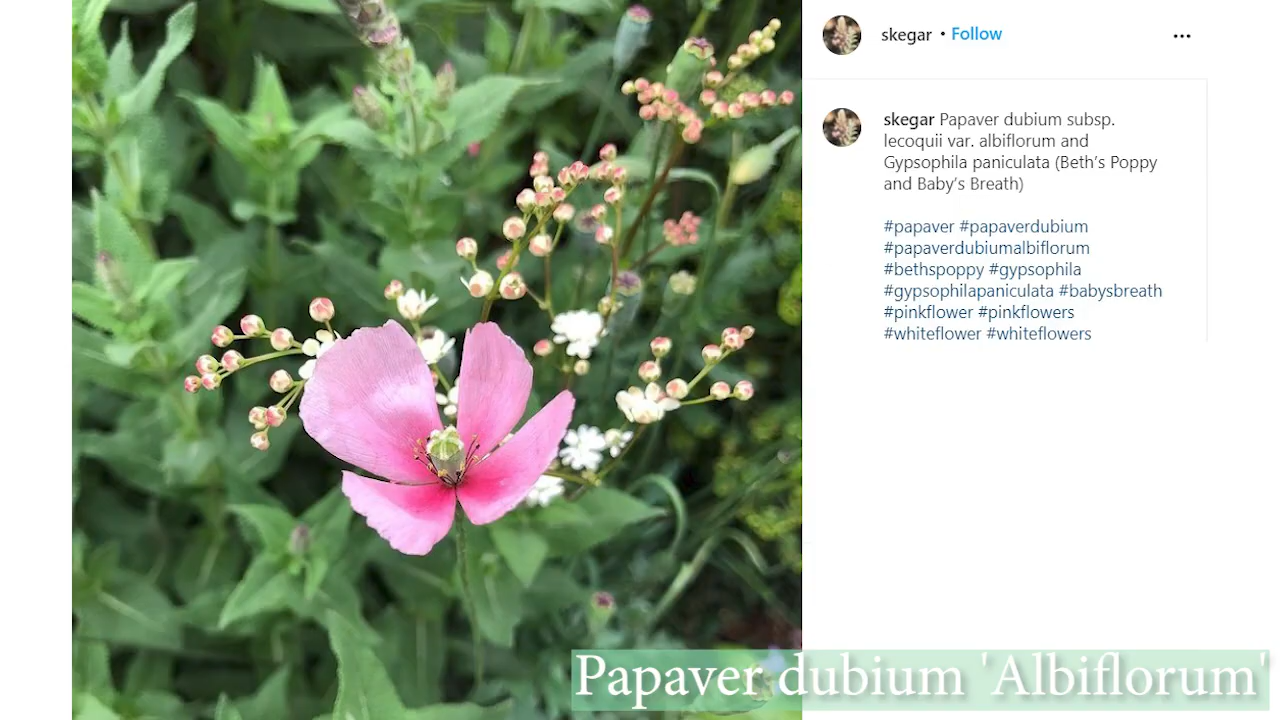 skegar • Follow
skegar Papaver dubium subsp.
lecoquii var. albiflorum and
Gypsophila paniculata (Beth’s Poppy
and Baby’s Breath)
#papaver #papaverdubium
#papaverdubiumalbiflorum
#bethspoppy #gypsophila
#gypsophilapaniculata #babysbreath
#pinkflower #pinkflowers
#whiteflower #whiteflowers
Papaver dubium 'Albiflorum'